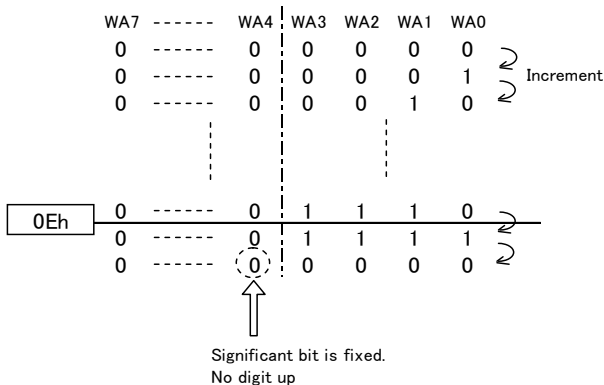 WA7 ------ WA4 WA3 WA2 WA1 WA0
0 ------ 0 0 0 0 0
0 ------ 0 0 0 0 1 Increment
0 ------ 0 0 0 1 0
0 ------ 0 1 1 1 0
0Eh
0 ------ 0 1 1 1 1
0 ------ 0 0 0 0 0
Significant bit is fixed.
No digit up